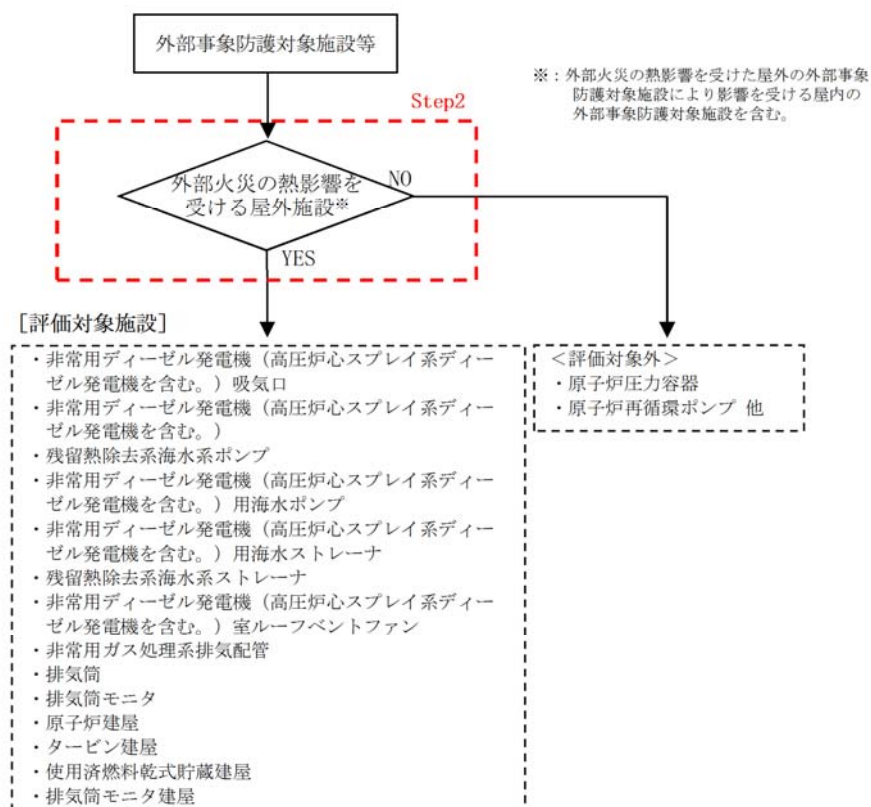 外部事象防護対象施設等
※：外部火災の熱影響を受けた屋外の外部事象
防護対象施設により影響を受ける屋内の
外部事象防護対象施設を含む。
Step2
外部火災の熱影響を
受ける屋外施設※
NO
YES
［評価対象施設］
・非常用ディーゼル発電機（高圧炉心スプレイ系ディー
ゼル発電機を含む。）吸気口
・非常用ディーゼル発電機（高圧炉心スプレイ系ディー
ゼル発電機を含む。）
・残留熱除去系海水系ポンプ
・非常用ディーゼル発電機（高圧炉心スプレイ系ディー
ゼル発電機を含む。）用海水ポンプ
・非常用ディーゼル発電機（高圧炉心スプレイ系ディー
ゼル発電機を含む。）用海水ストレーナ
・残留熱除去系海水系ストレーナ
・非常用ディーゼル発電機（高圧炉心スプレイ系ディー
ゼル発電機を含む。）室ルーフベントファン
・非常用ガス処理系排気配管
・排気筒
・排気筒モニタ
・原子炉建屋
・タービン建屋
・使用済燃料乾式貯蔵建屋
・排気筒モニタ建屋
＜評価対象外＞
・原子炉圧力容器
・原子炉再循環ポンプ 他